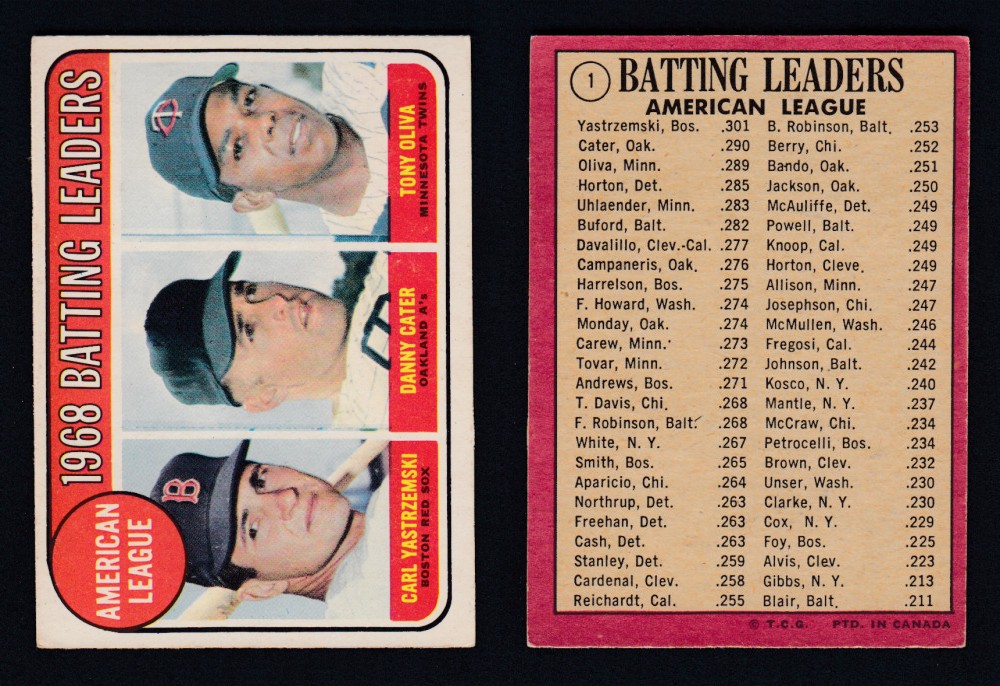 1968 BATTING LEADERS
AMERICAN
LEAGUE
B
CARL YASTRZEMSKI
BOSTON RED SOX
DANNY CATER
OAKLAND A's
TC
TONY OLIVA
MINNESOTA TWINS
1 BATTING LEADERS
AMERICAN LEAGUE
Yastrzemski, Bos. .301 B. Robinson, Balt. .253
Cater, Oak. .290 Berry, Chi. .252
Oliva, Minn. .289 Bando, Oak. .251
Horton, Det. .285 Jackson, Oak. .250
Uhlaender, Minn. .283 McAuliffe, Det. .249
Buford, Balt. .282 Powell, Balt. .249
Davalillo, Clev.-Cal. .277 Knoop, Cal. .249
Campaneris, Oak. .276 Horton, Cleve. .249
Harrelson, Bos. .275 Allison, Minn. .247
F. Howard, Wash. .274 Josephson, Chi. .247
Monday, Oak. .274 McMullen, Wash. .246
Carew, Minn. .273 Fregosi, Cal. .244
Tovar, Minn. .272 Johnson, Balt. .242
Andrews, Bos. .271 Kosco, N. Y. .240
T. Davis, Chi. .268 Mantle, N. Y. .237
F. Robinson, Balt. .268 McCraw, Chi. .234
White, N. Y. .267 Petrocelli, Bos. .234
Smith, Bos. .265 Brown, Clev. .232
Aparicio, Chi. .264 Unser, Wash. .230
Northrup, Det. .263 Clarke, N. Y. .230
Freehan, Det. .263 Cox, N. Y. .229
Cash, Det. .263 Foy, Bos. .225
Stanley, Det. .259 Alvis, Clev. .223
Cardenal, Clev. .258 Gibbs, N. Y. .213
Reichardt, Cal. .255 Blair, Balt. .211
© T.C.G. PTD. IN CANADA